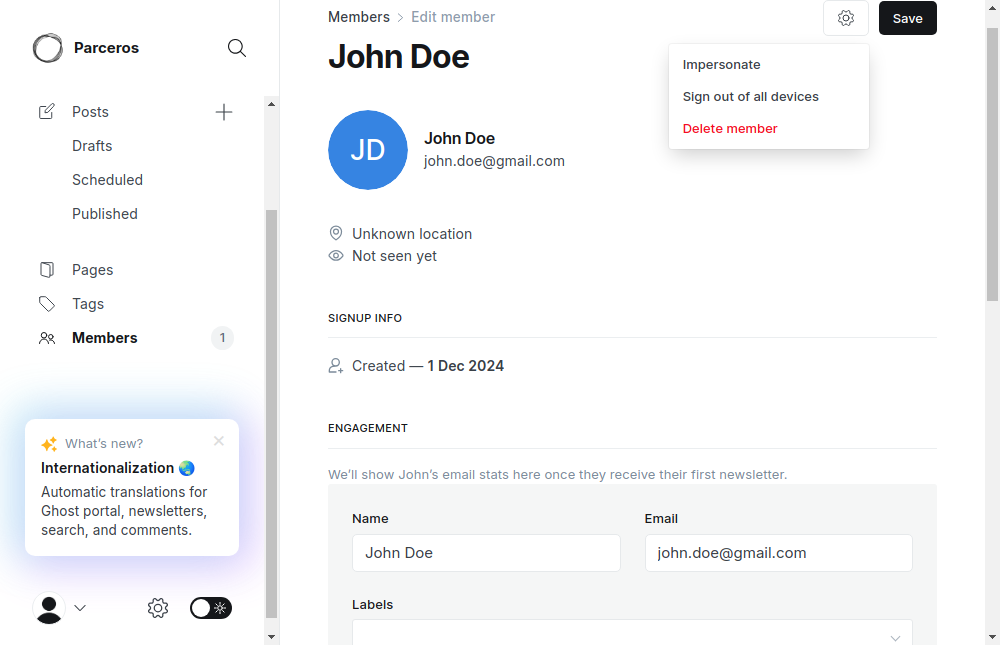 Parceros
Posts
Drafts
Scheduled
Published
Pages
Tags
Members 1
What's new?
Internationalization
Automatic translations for
Ghost portal, newsletters,
search, and comments.
Members > Edit member
Save
John Doe
Impersonate
Sign out of all devices
Delete member
JD
John Doe
john.doe@gmail.com
Unknown location
Not seen yet
SIGNUP INFO
Created — 1 Dec 2024
ENGAGEMENT
We'll show John's email stats here once they receive their first newsletter.
Name
Email
John Doe
john.doe@gmail.com
Labels